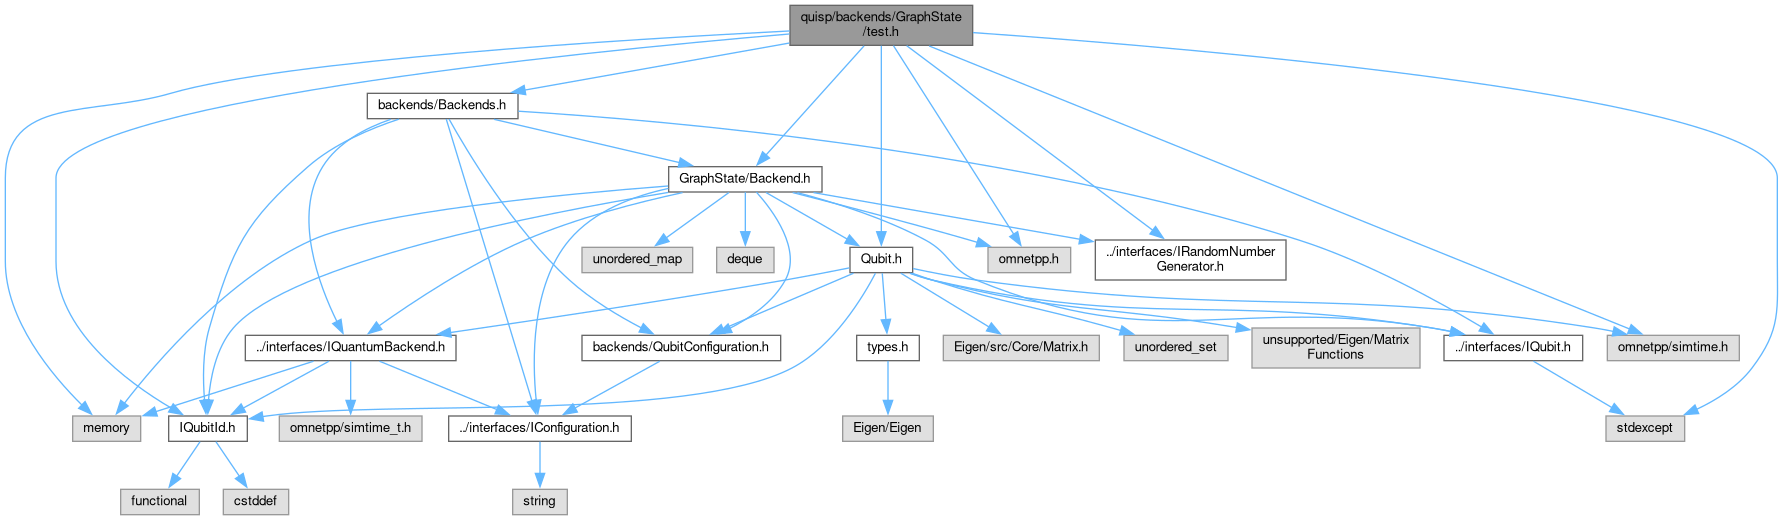 quisp/backends/GraphState
/test.h
backends/Backends.h
GraphState/Backend.h
unordered_map
deque
Qubit.h
omnetpp.h
../interfaces/IRandomNumber
Generator.h
../interfaces/IQuantumBackend.h
backends/QubitConfiguration.h
types.h
Eigen/src/Core/Matrix.h
unordered_set
unsupported/Eigen/Matrix
Functions
../interfaces/IQubit.h
omnetpp/simtime.h
memory
IQubitId.h
omnetpp/simtime_t.h
../interfaces/IConfiguration.h
Eigen/Eigen
stdexcept
functional
cstddef
string